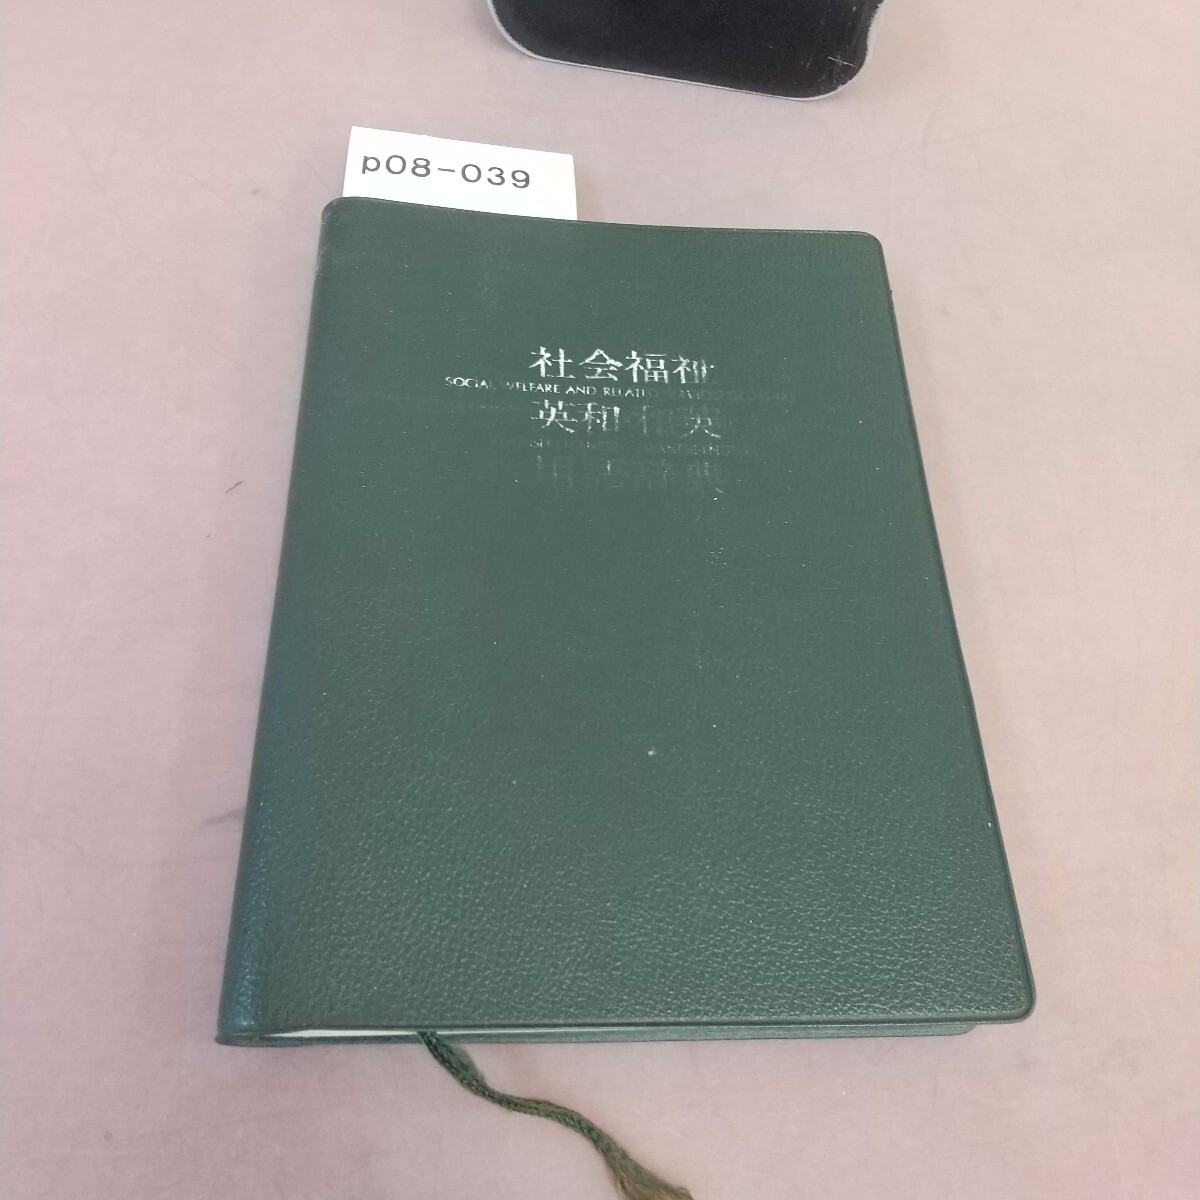 p08-039
社会福祉
SOCIAL WELFARE AND RELATED
英和・和英
用語辞典